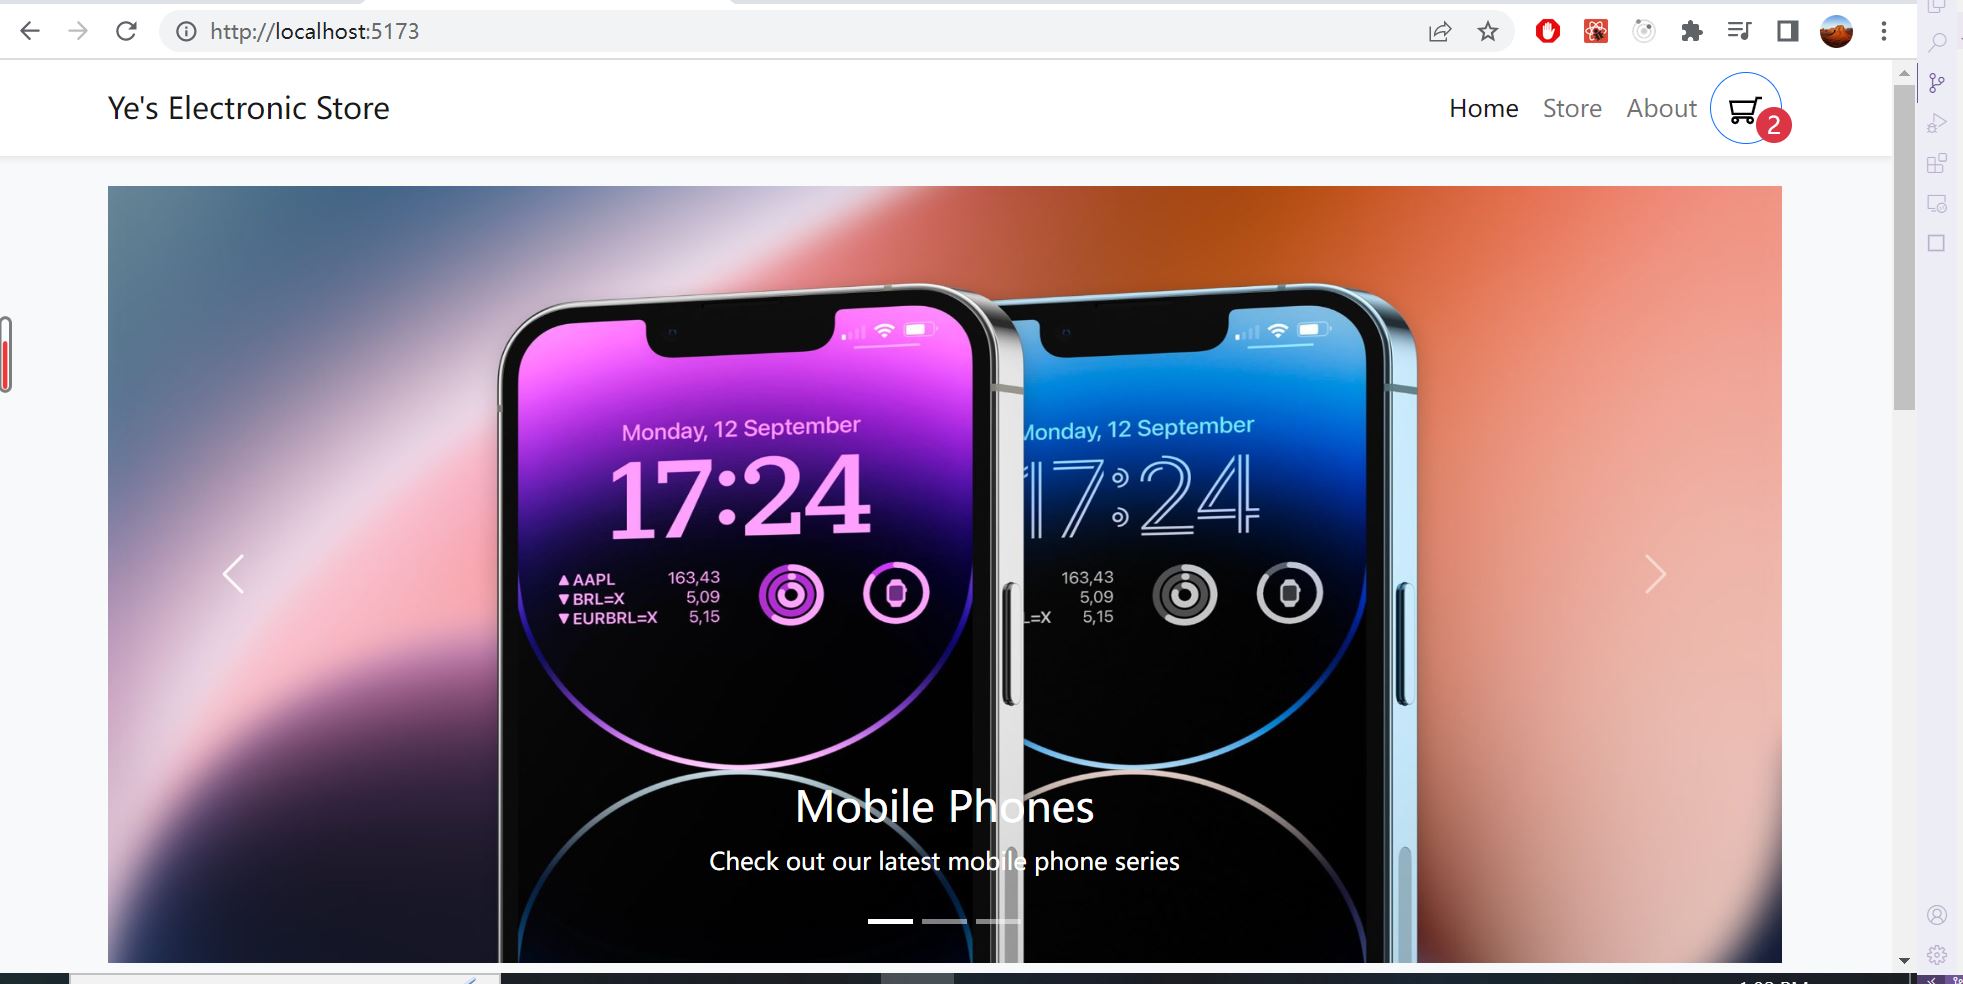 http://localhost:5173
Ye's Electronic Store
Home Store About
2
Monday, 12 September
17:24
▲ AAPL 163,43
▼ BRL=X 5,09
▼ EURBRL=X 5,15
Monday, 12 September
17:24
163,43
5,09
L=X 5,15
Mobile Phones
Check out our latest mobile phone series